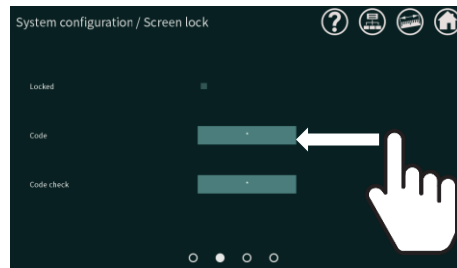 System configuration / Screen lock
?
Locked
Code
*
Code check
*